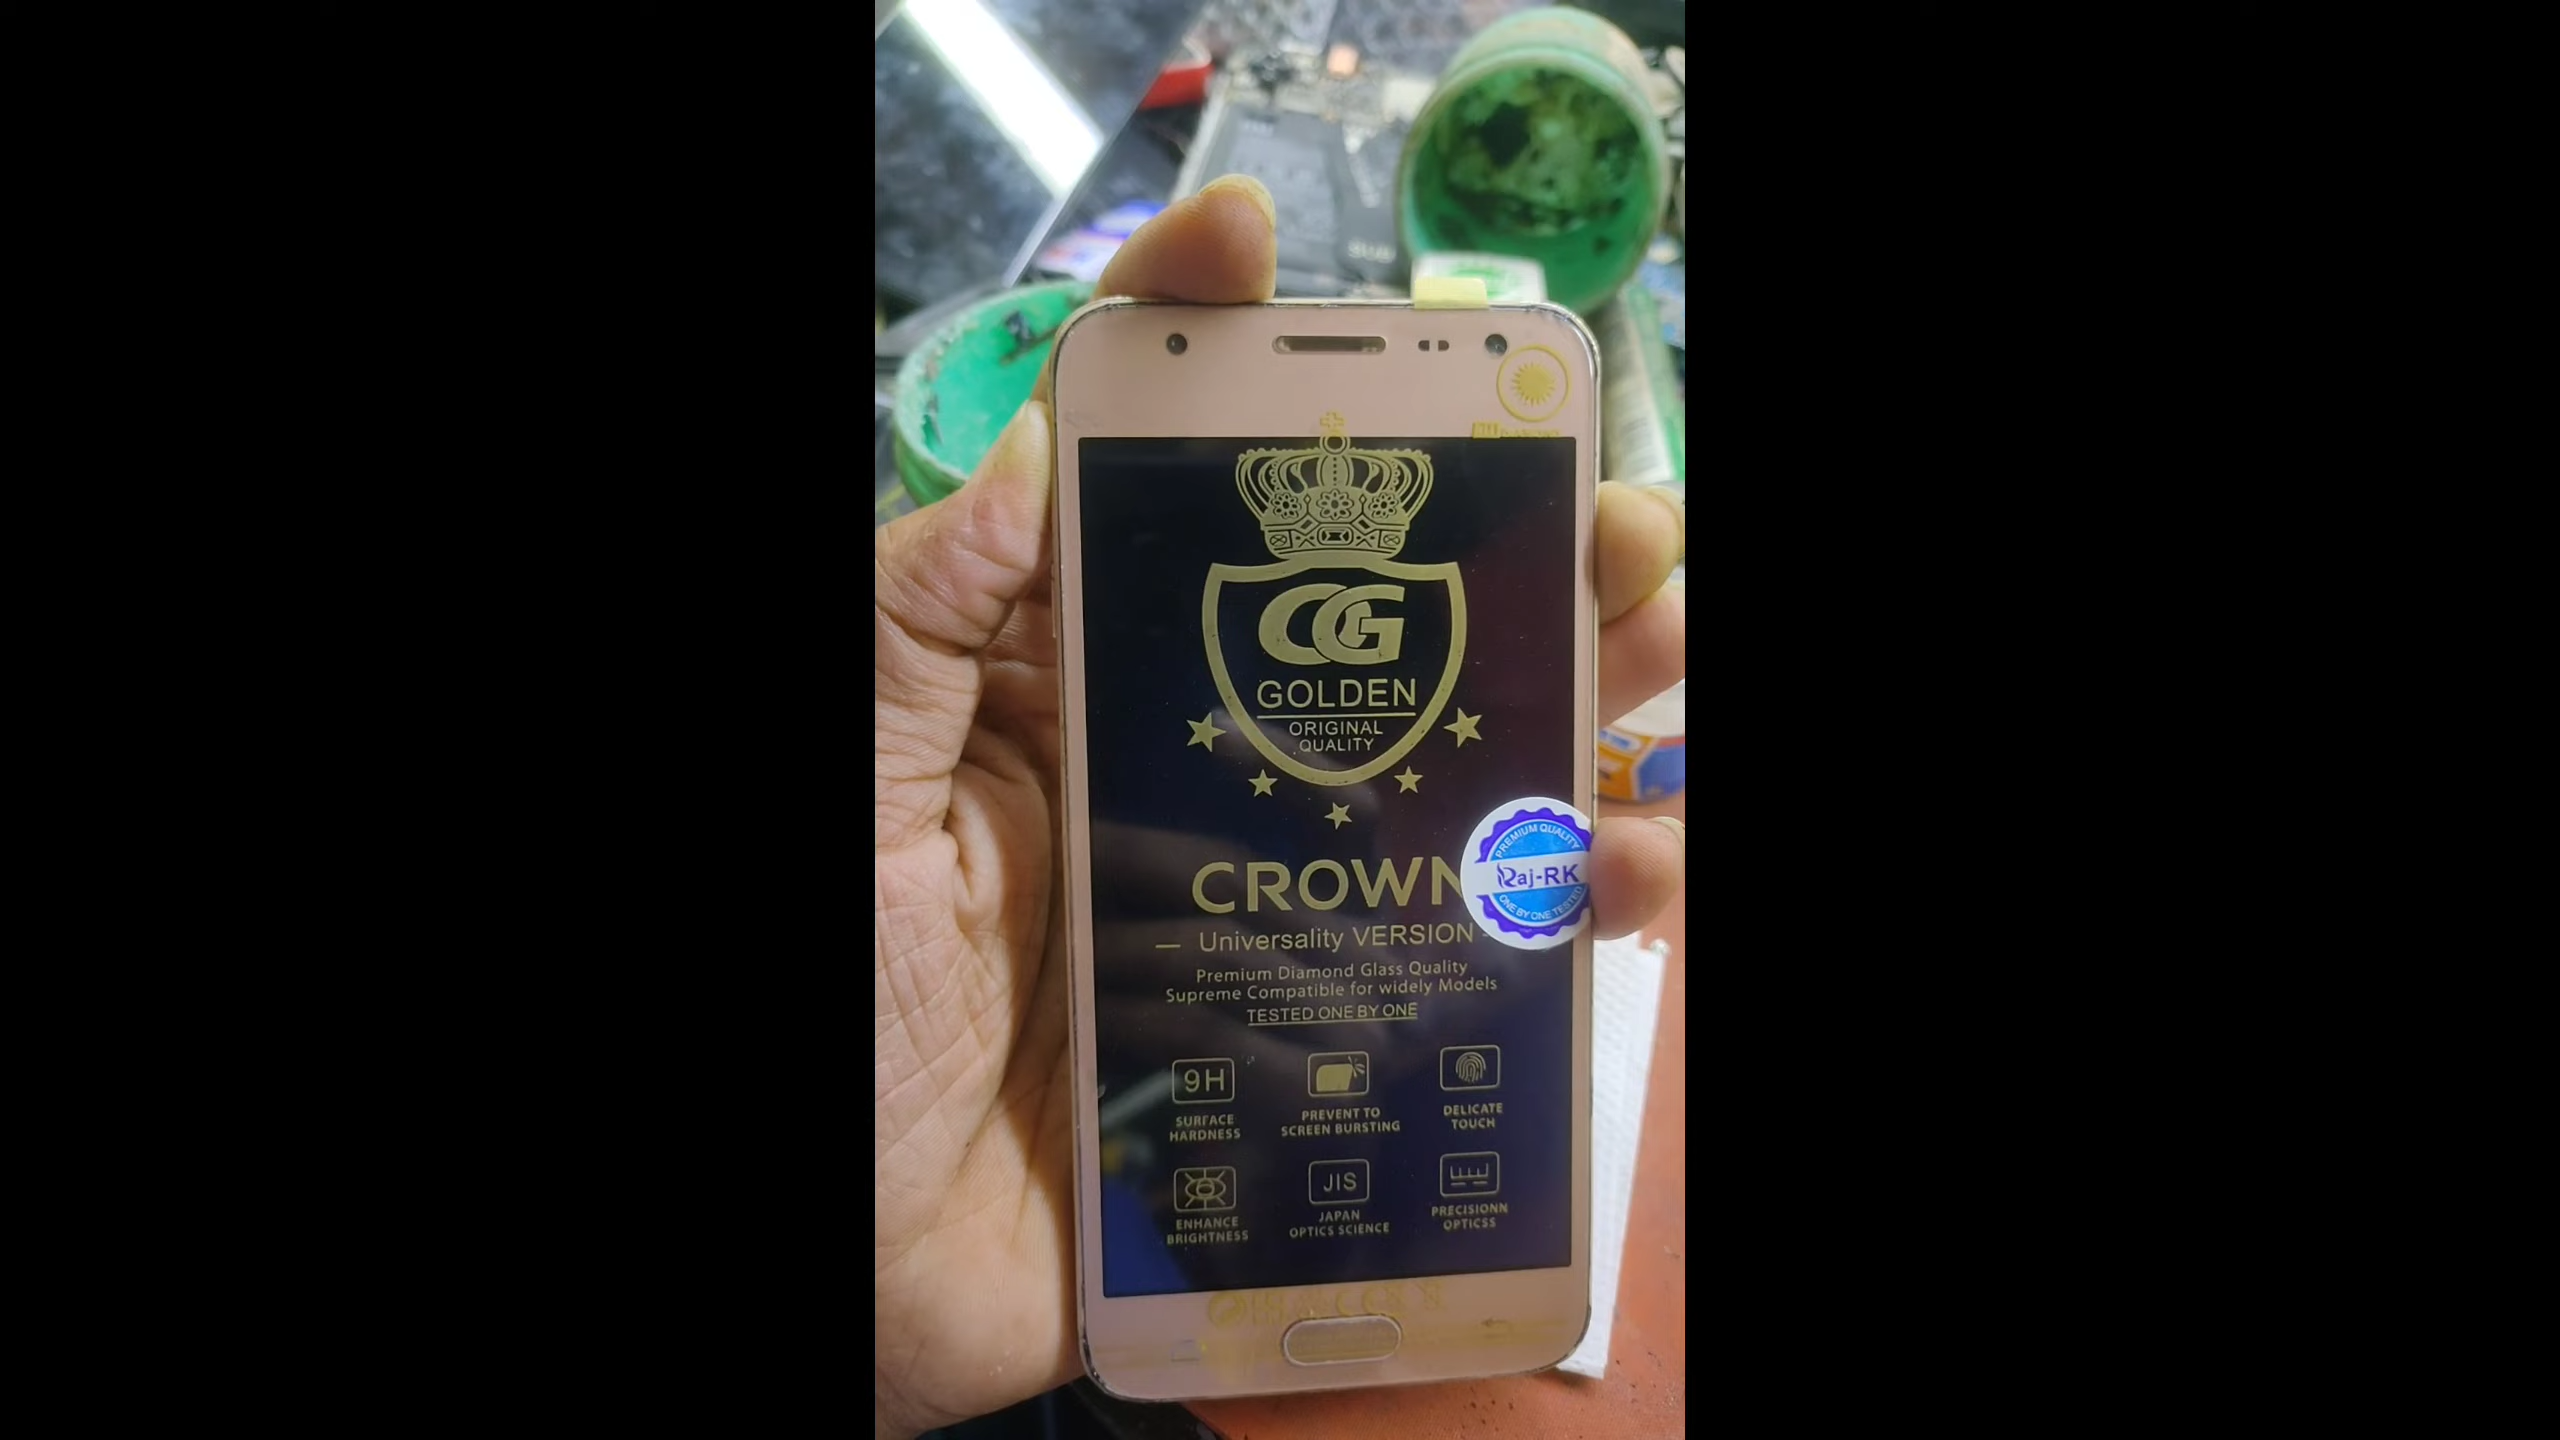 CG
GOLDEN
ORIGINAL
QUALITY
CROWN
Universality VERSION
Premium Diamond Glass Quality
Supreme Compatible for widely Models
TESTED ONE BY ONE
PREMIUM QUALITY
Raj-RK
ONE BY ONE TESTED
9H
SURFACE
HARDNESS
PREVENT TO
SCREEN BURSTING
DELICATE
TOUCH
ENHANCE
BRIGHTNESS
JIS
JAPAN
OPTICS SCIENCE
PRECISIONN
OPTICSS